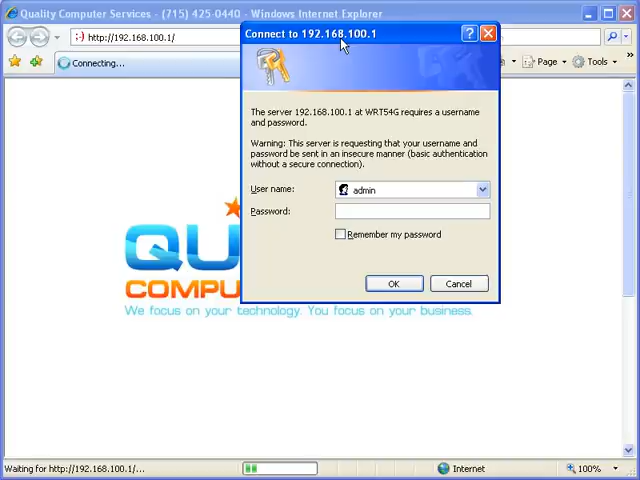 Quality Computer Services - (715) 425-0440 - Windows Internet Explorer
Connect to 192.168.100.1
http://192.168.100.1/
Connecting...
Page
Tools
The server 192.168.100.1 at WRT54G requires a username
and password.
Warning: This server is requesting that your username and
password be sent in an insecure manner (basic authentication
without a secure connection).
User name:
admin
Password:
Remember my password
OK
Cancel
QU
COMPU
We focus on your technology. You focus on your business.
Waiting for http://192.168.100.1/...
Internet
100%